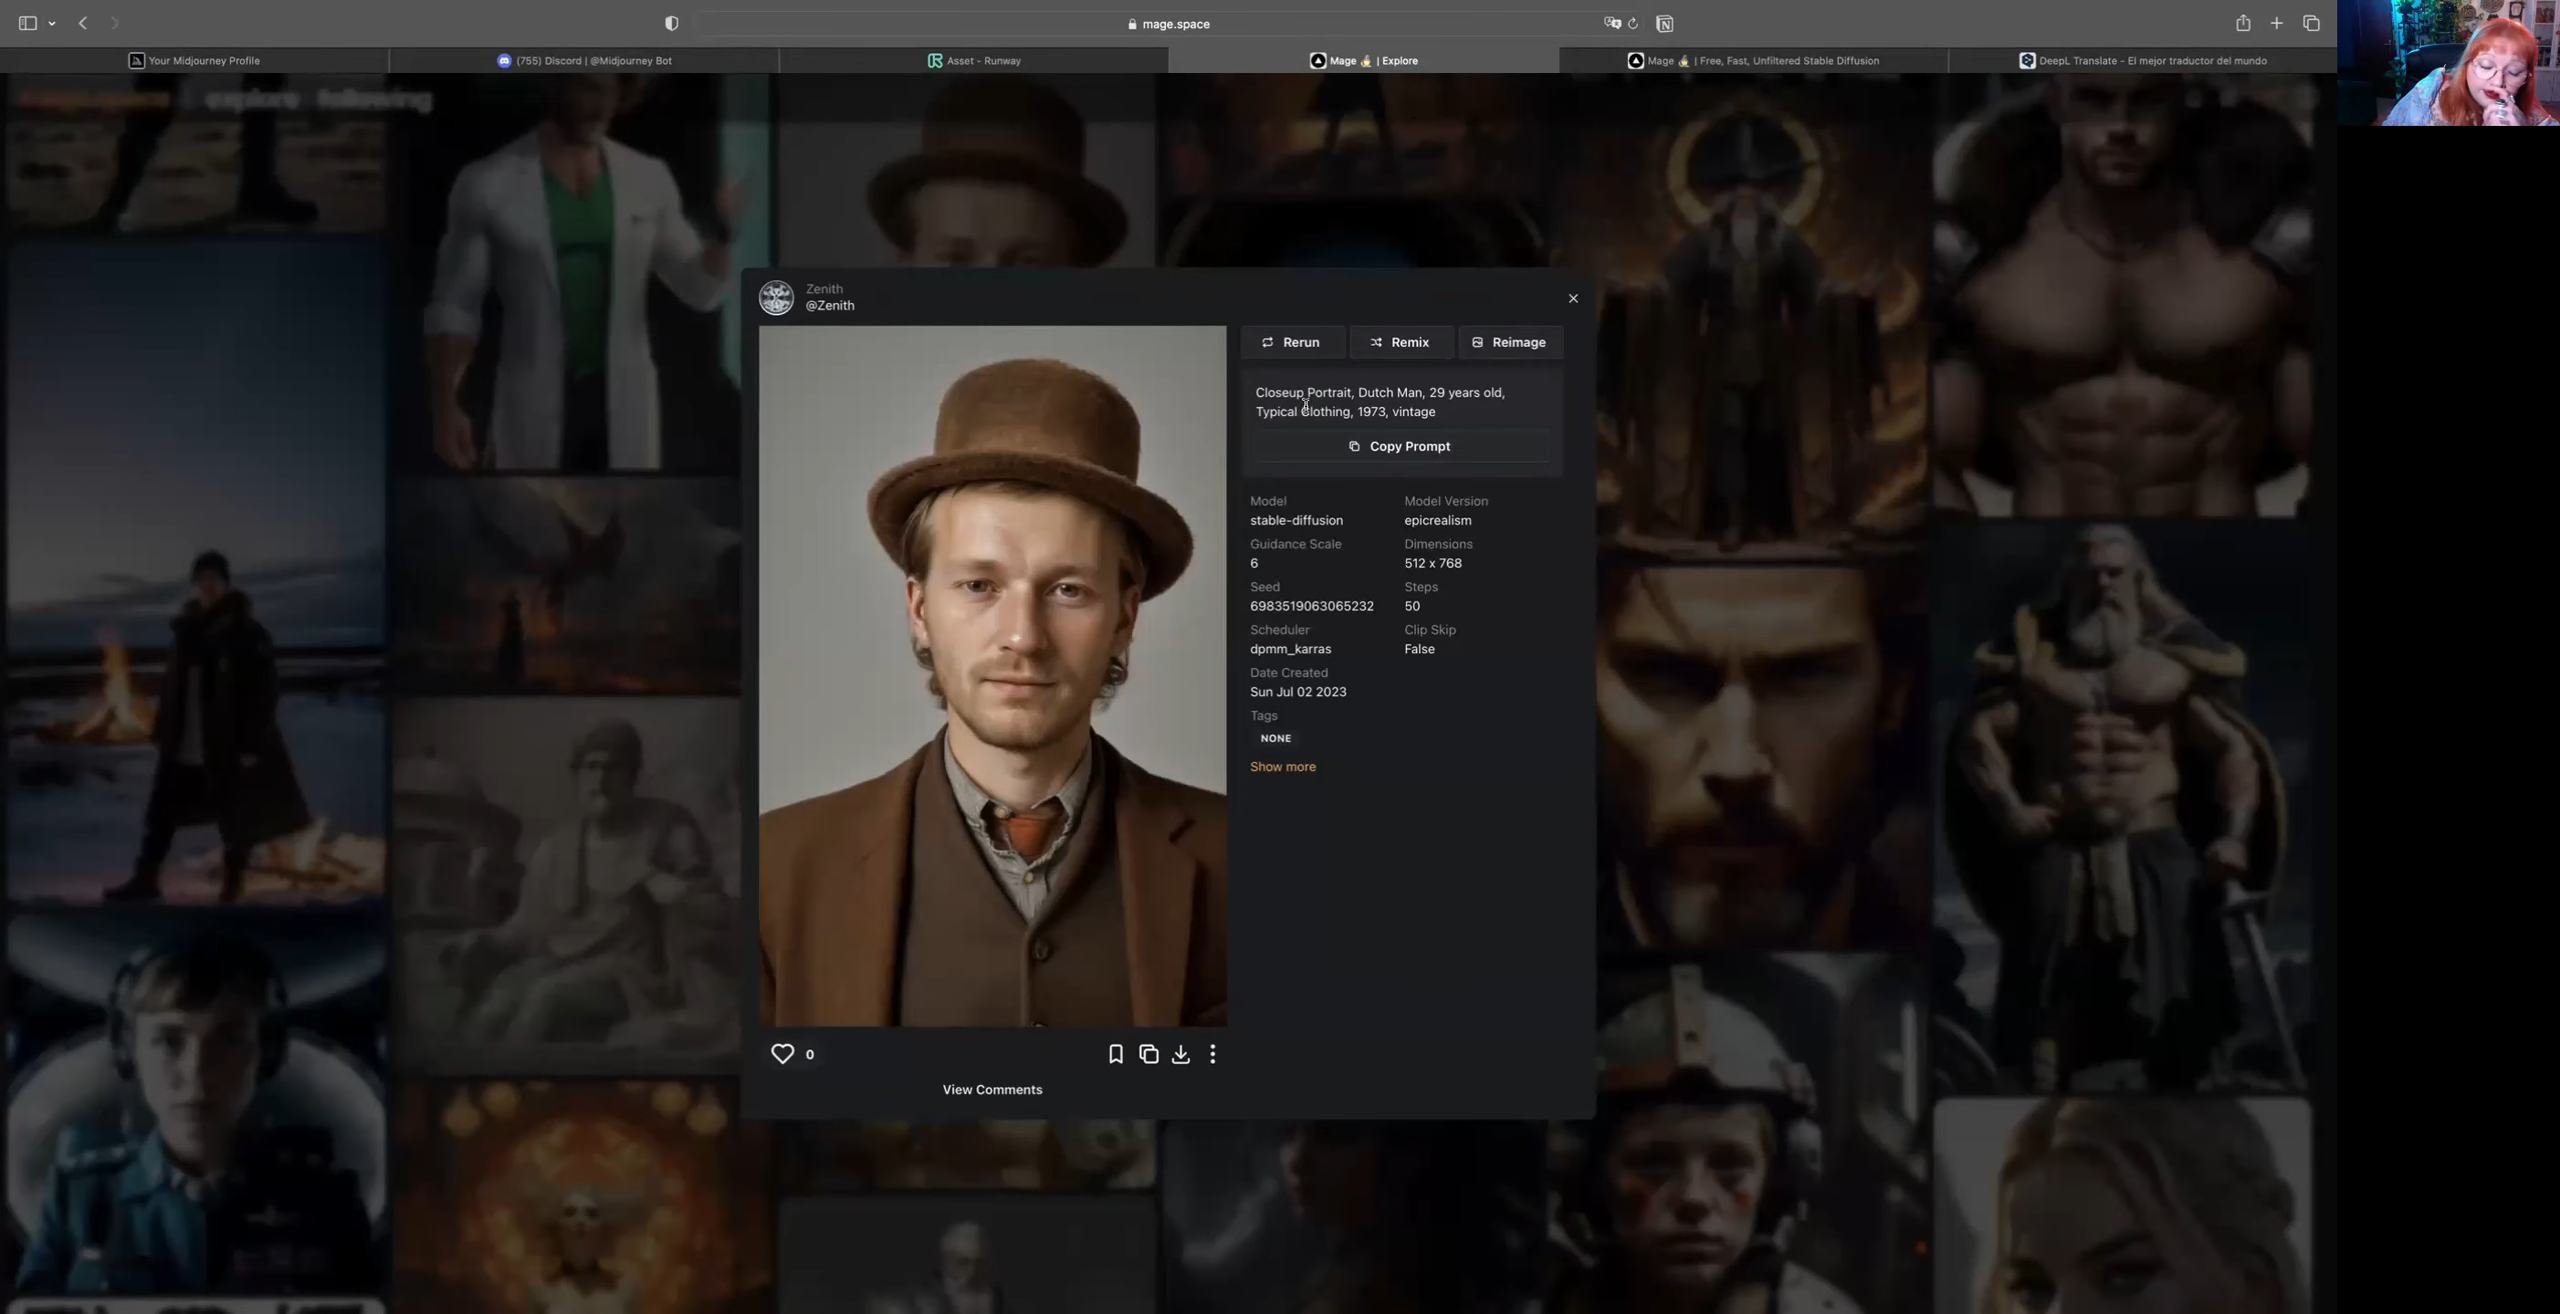 mage.space
Your Midjourney Profile
(755) Discord | @Midjourney Bot
Asset - Runway
Mage 🧙 | Explore
Mage 🧙 | Free, Fast, Unfiltered Stable Diffusion
DeepL Translate - El mejor traductor del mundo
mage.space | explore following
Zenith
@Zenith
Rerun
Remix
Reimage
Closeup Portrait, Dutch Man, 29 years old,
Typical Clothing, 1973, vintage
Copy Prompt
Model
stable-diffusion
Model Version
epicrealism
Guidance Scale
6
Dimensions
512 x 768
Seed
6983519063065232
Steps
50
Scheduler
dpmm_karras
Clip Skip
False
Date Created
Sun Jul 02 2023
Tags
NONE
Show more
0
View Comments